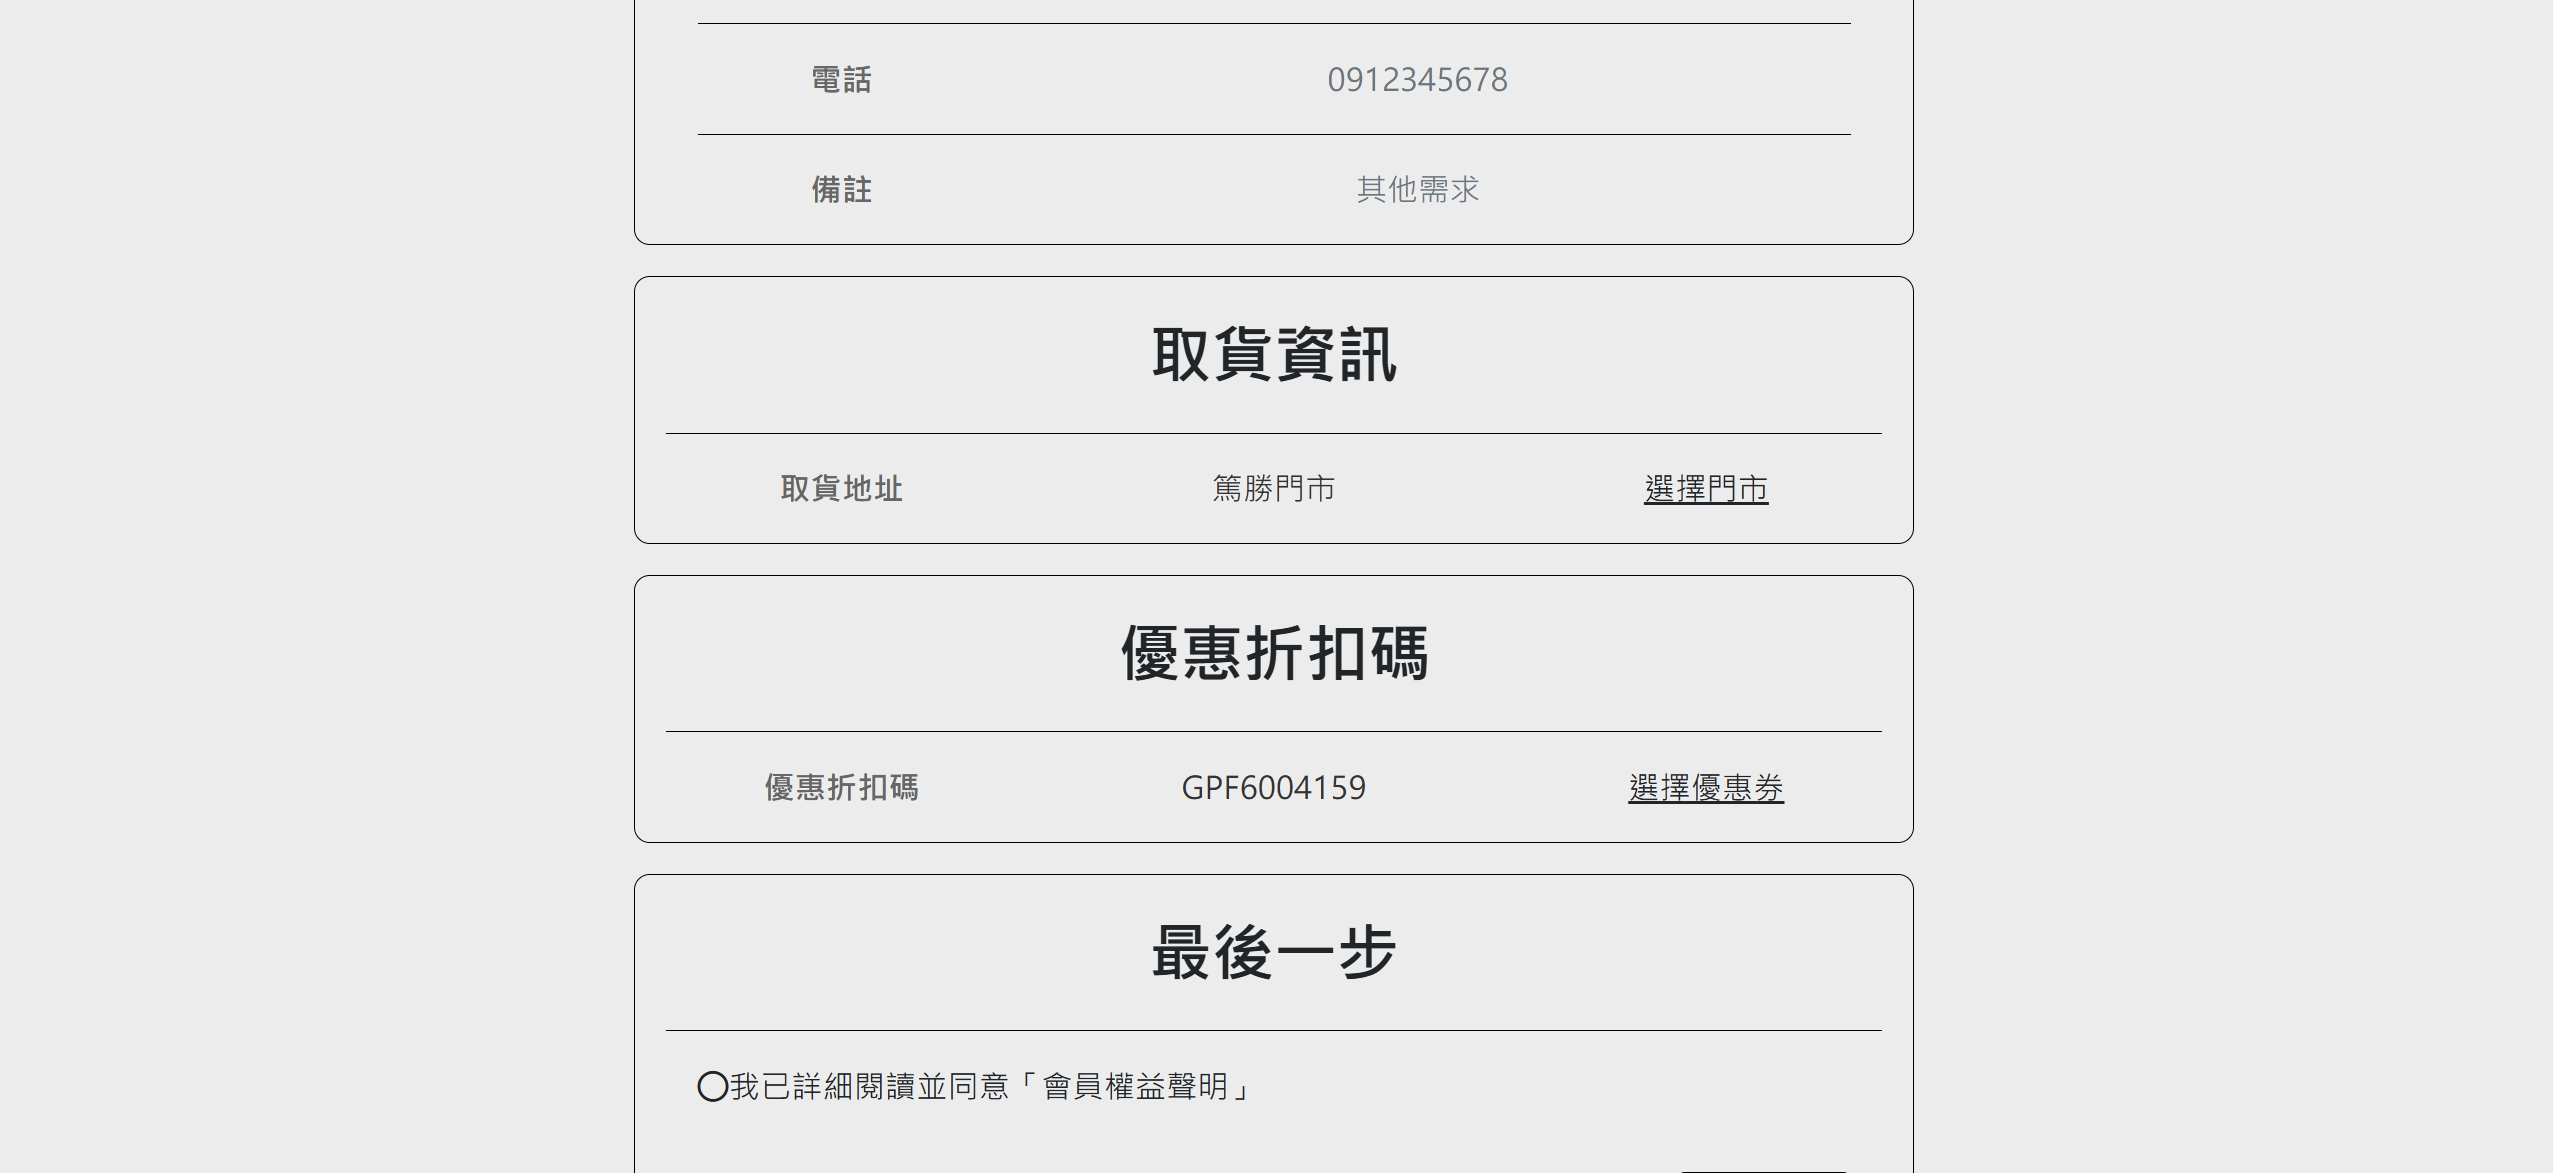 電話 0912345678
備註 其他需求
取貨資訊
取貨地址 篤勝門市 選擇門市
優惠折扣碼
優惠折扣碼 GPF6004159 選擇優惠券
最後一步
我已詳細閱讀並同意「會員權益聲明」